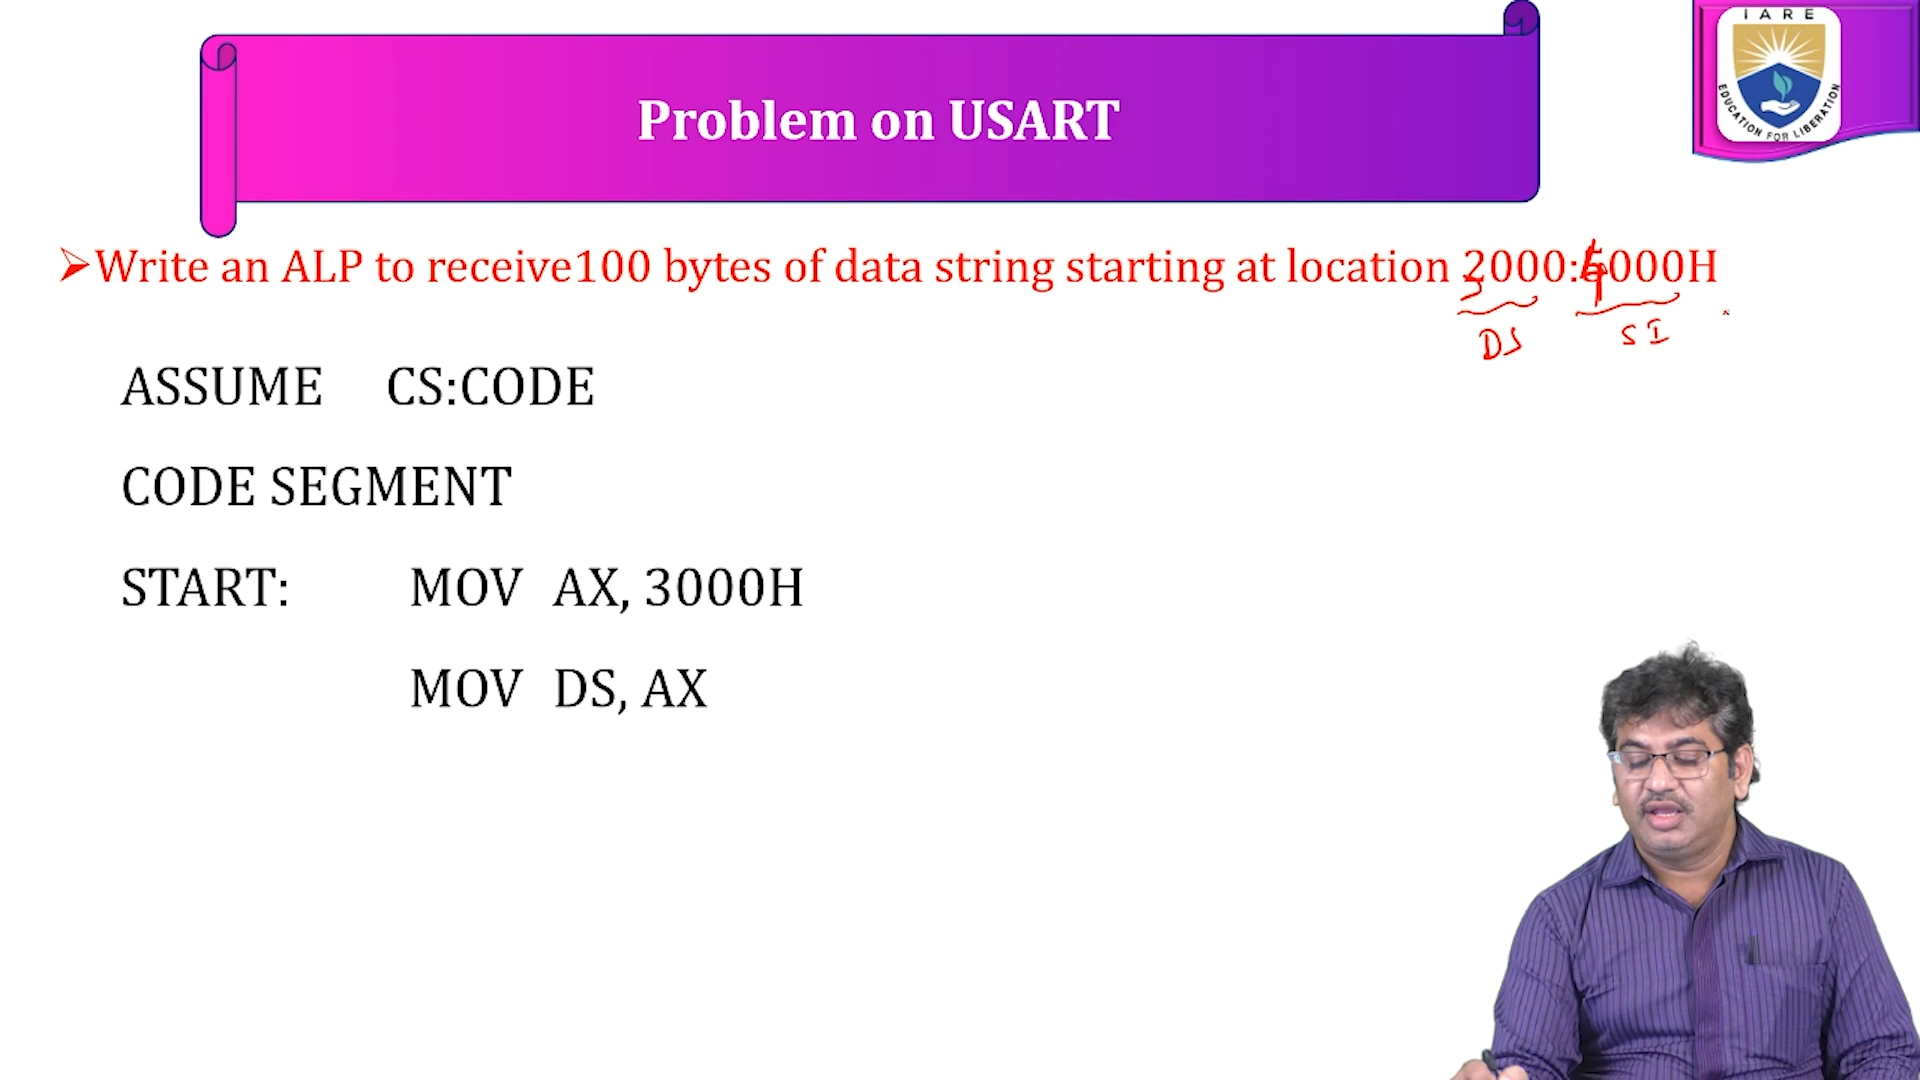 IARE
EDUCATION FOR LIBERATION
Problem on USART
➢Write an ALP to receive100 bytes of data string starting at location 2000:5000H
DS SI
ASSUME CS:CODE
CODE SEGMENT
START: MOV AX, 3000H
MOV DS, AX